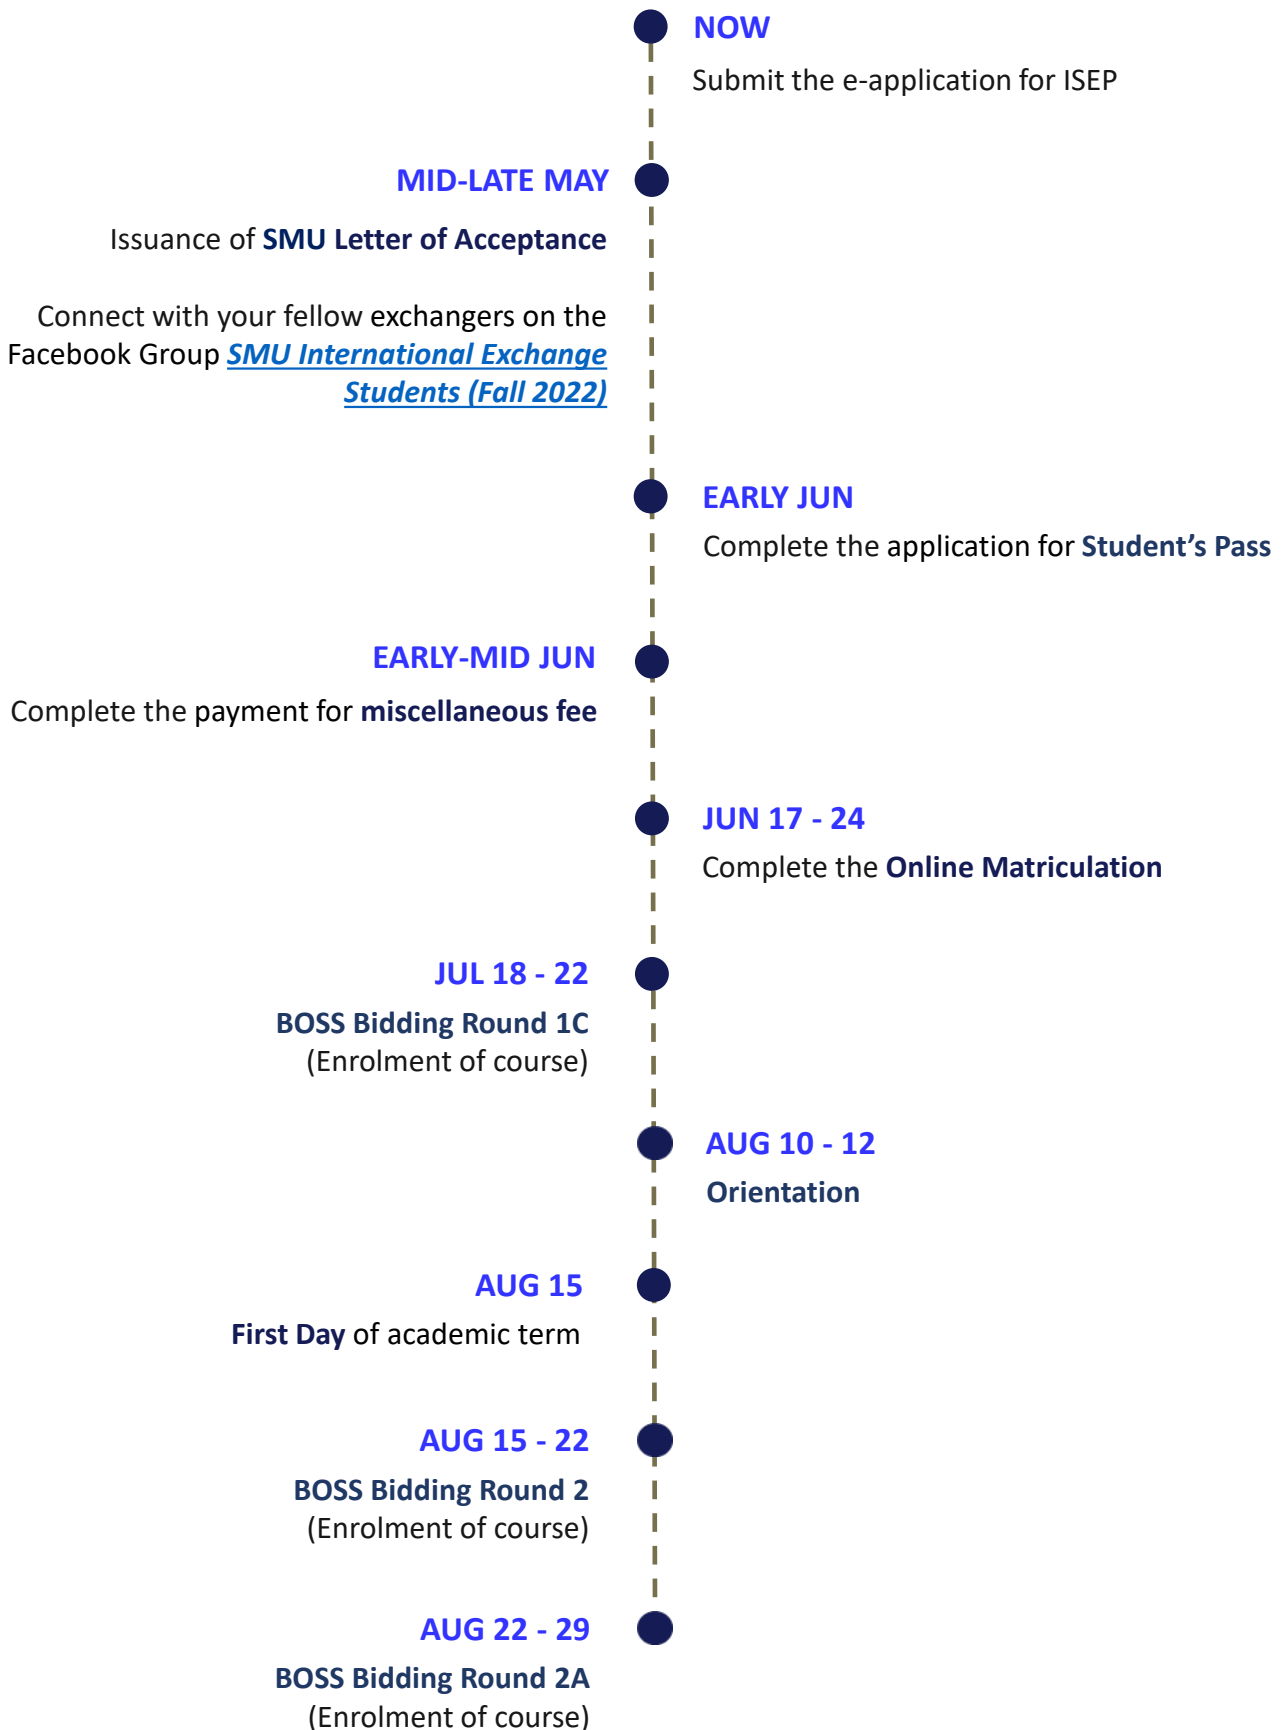 NOW
Submit the e-application for ISEP
MID-LATE MAY
Issuance of SMU Letter of Acceptance
Connect with your fellow exchangers on the
Facebook Group SMU International Exchange
Students (Fall 2022)
EARLY JUN
Complete the application for Student’s Pass
EARLY-MID JUN
Complete the payment for miscellaneous fee
JUN 17 - 24
Complete the Online Matriculation
JUL 18 - 22
BOSS Bidding Round 1C
(Enrolment of course)
AUG 10 - 12
Orientation
AUG 15
First Day of academic term
AUG 15 - 22
BOSS Bidding Round 2
(Enrolment of course)
AUG 22 - 29
BOSS Bidding Round 2A
(Enrolment of course)